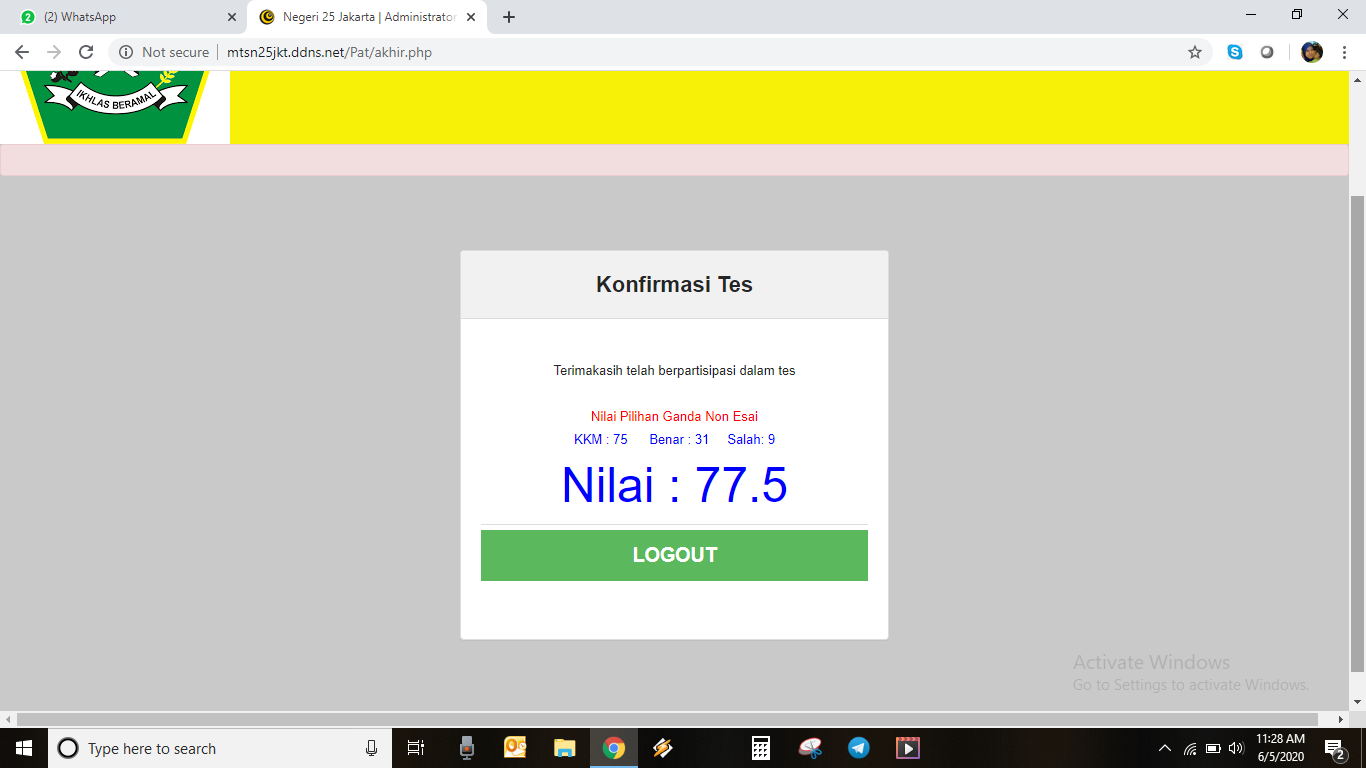 2
(2) WhatsApp
Negeri 25 Jakarta | Administrator
Not secure
mtsn25jkt.ddns.net/Pat/akhir.php
IKHLAS BERAMAL
Konfirmasi Tes
Terimakasih telah berpartisipasi dalam tes
Nilai Pilihan Ganda Non Esai
KKM : 75 Benar : 31 Salah: 9
Nilai : 77.5
LOGOUT
Activate Windows
Go to Settings to activate Windows.
Type here to search
11:28 AM
6/5/2020
2